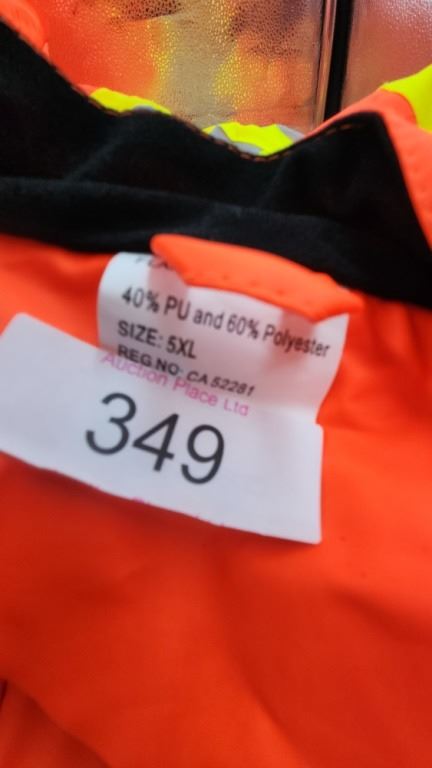 40% PU and 60% Polyester
SIZE: 5XL
REG NO: CA 52281
Auction Place Ltd
349